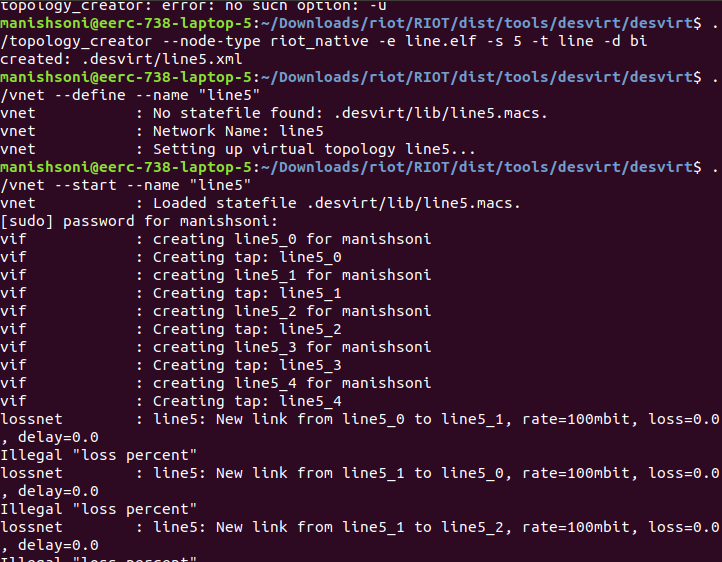 topology_creator: error: no such option: -u
manishsoni@eerc-738-laptop-5:~/Downloads/riot/RIOT/dist/tools/desvirt/desvirt$ .
/topology_creator --node-type riot_native -e line.elf -s 5 -t line -d bi
created: .desvirt/line5.xml
manishsoni@eerc-738-laptop-5:~/Downloads/riot/RIOT/dist/tools/desvirt/desvirt$ .
/vnet --define --name "line5"
vnet           : No statefile found: .desvirt/lib/line5.macs.
vnet           : Network Name: line5
vnet           : Setting up virtual topology line5...
manishsoni@eerc-738-laptop-5:~/Downloads/riot/RIOT/dist/tools/desvirt/desvirt$ .
/vnet --start --name "line5"
vnet           : Loaded statefile .desvirt/lib/line5.macs.
[sudo] password for manishsoni:
vif            : creating line5_0 for manishsoni
vif            : Creating tap: line5_0
vif            : creating line5_1 for manishsoni
vif            : Creating tap: line5_1
vif            : creating line5_2 for manishsoni
vif            : Creating tap: line5_2
vif            : creating line5_3 for manishsoni
vif            : Creating tap: line5_3
vif            : creating line5_4 for manishsoni
vif            : Creating tap: line5_4
lossnet        : line5: New link from line5_0 to line5_1, rate=100mbit, loss=0.0
, delay=0.0
Illegal "loss percent"
lossnet        : line5: New link from line5_1 to line5_0, rate=100mbit, loss=0.0
, delay=0.0
Illegal "loss percent"
lossnet        : line5: New link from line5_1 to line5_2, rate=100mbit, loss=0.0
, delay=0.0
Illegal "loss percent"